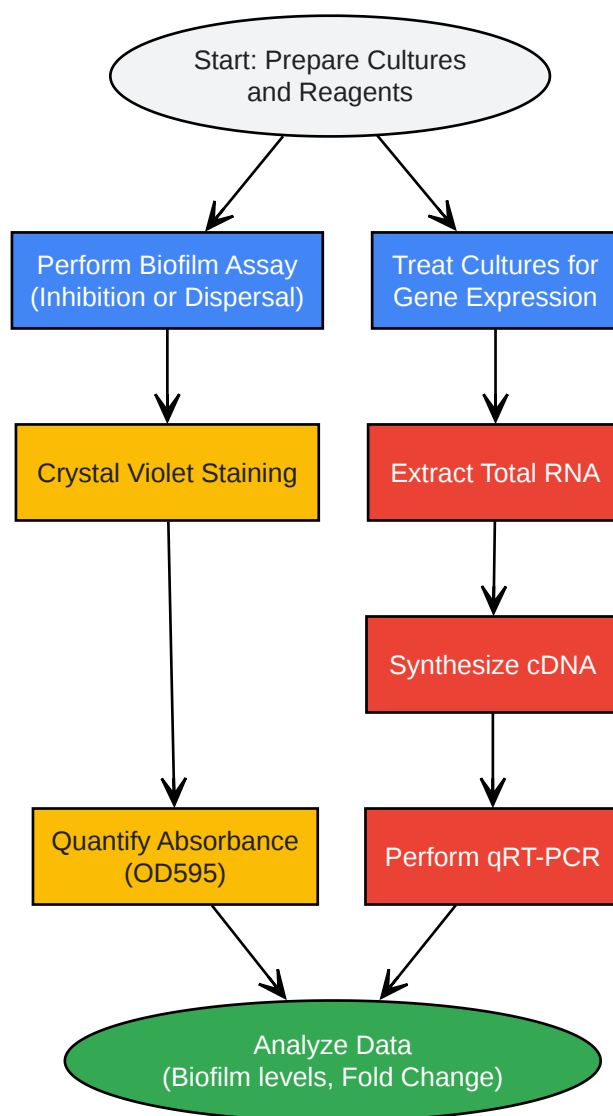 Start: Prepare Cultures
and Reagents
Perform Biofilm Assay
(Inhibition or Dispersal)
Treat Cultures for
Gene Expression
Crystal Violet Staining
Extract Total RNA
Synthesize cDNA
Quantify Absorbance
(OD595)
Perform qRT-PCR
Analyze Data
(Biofilm levels, Fold Change)